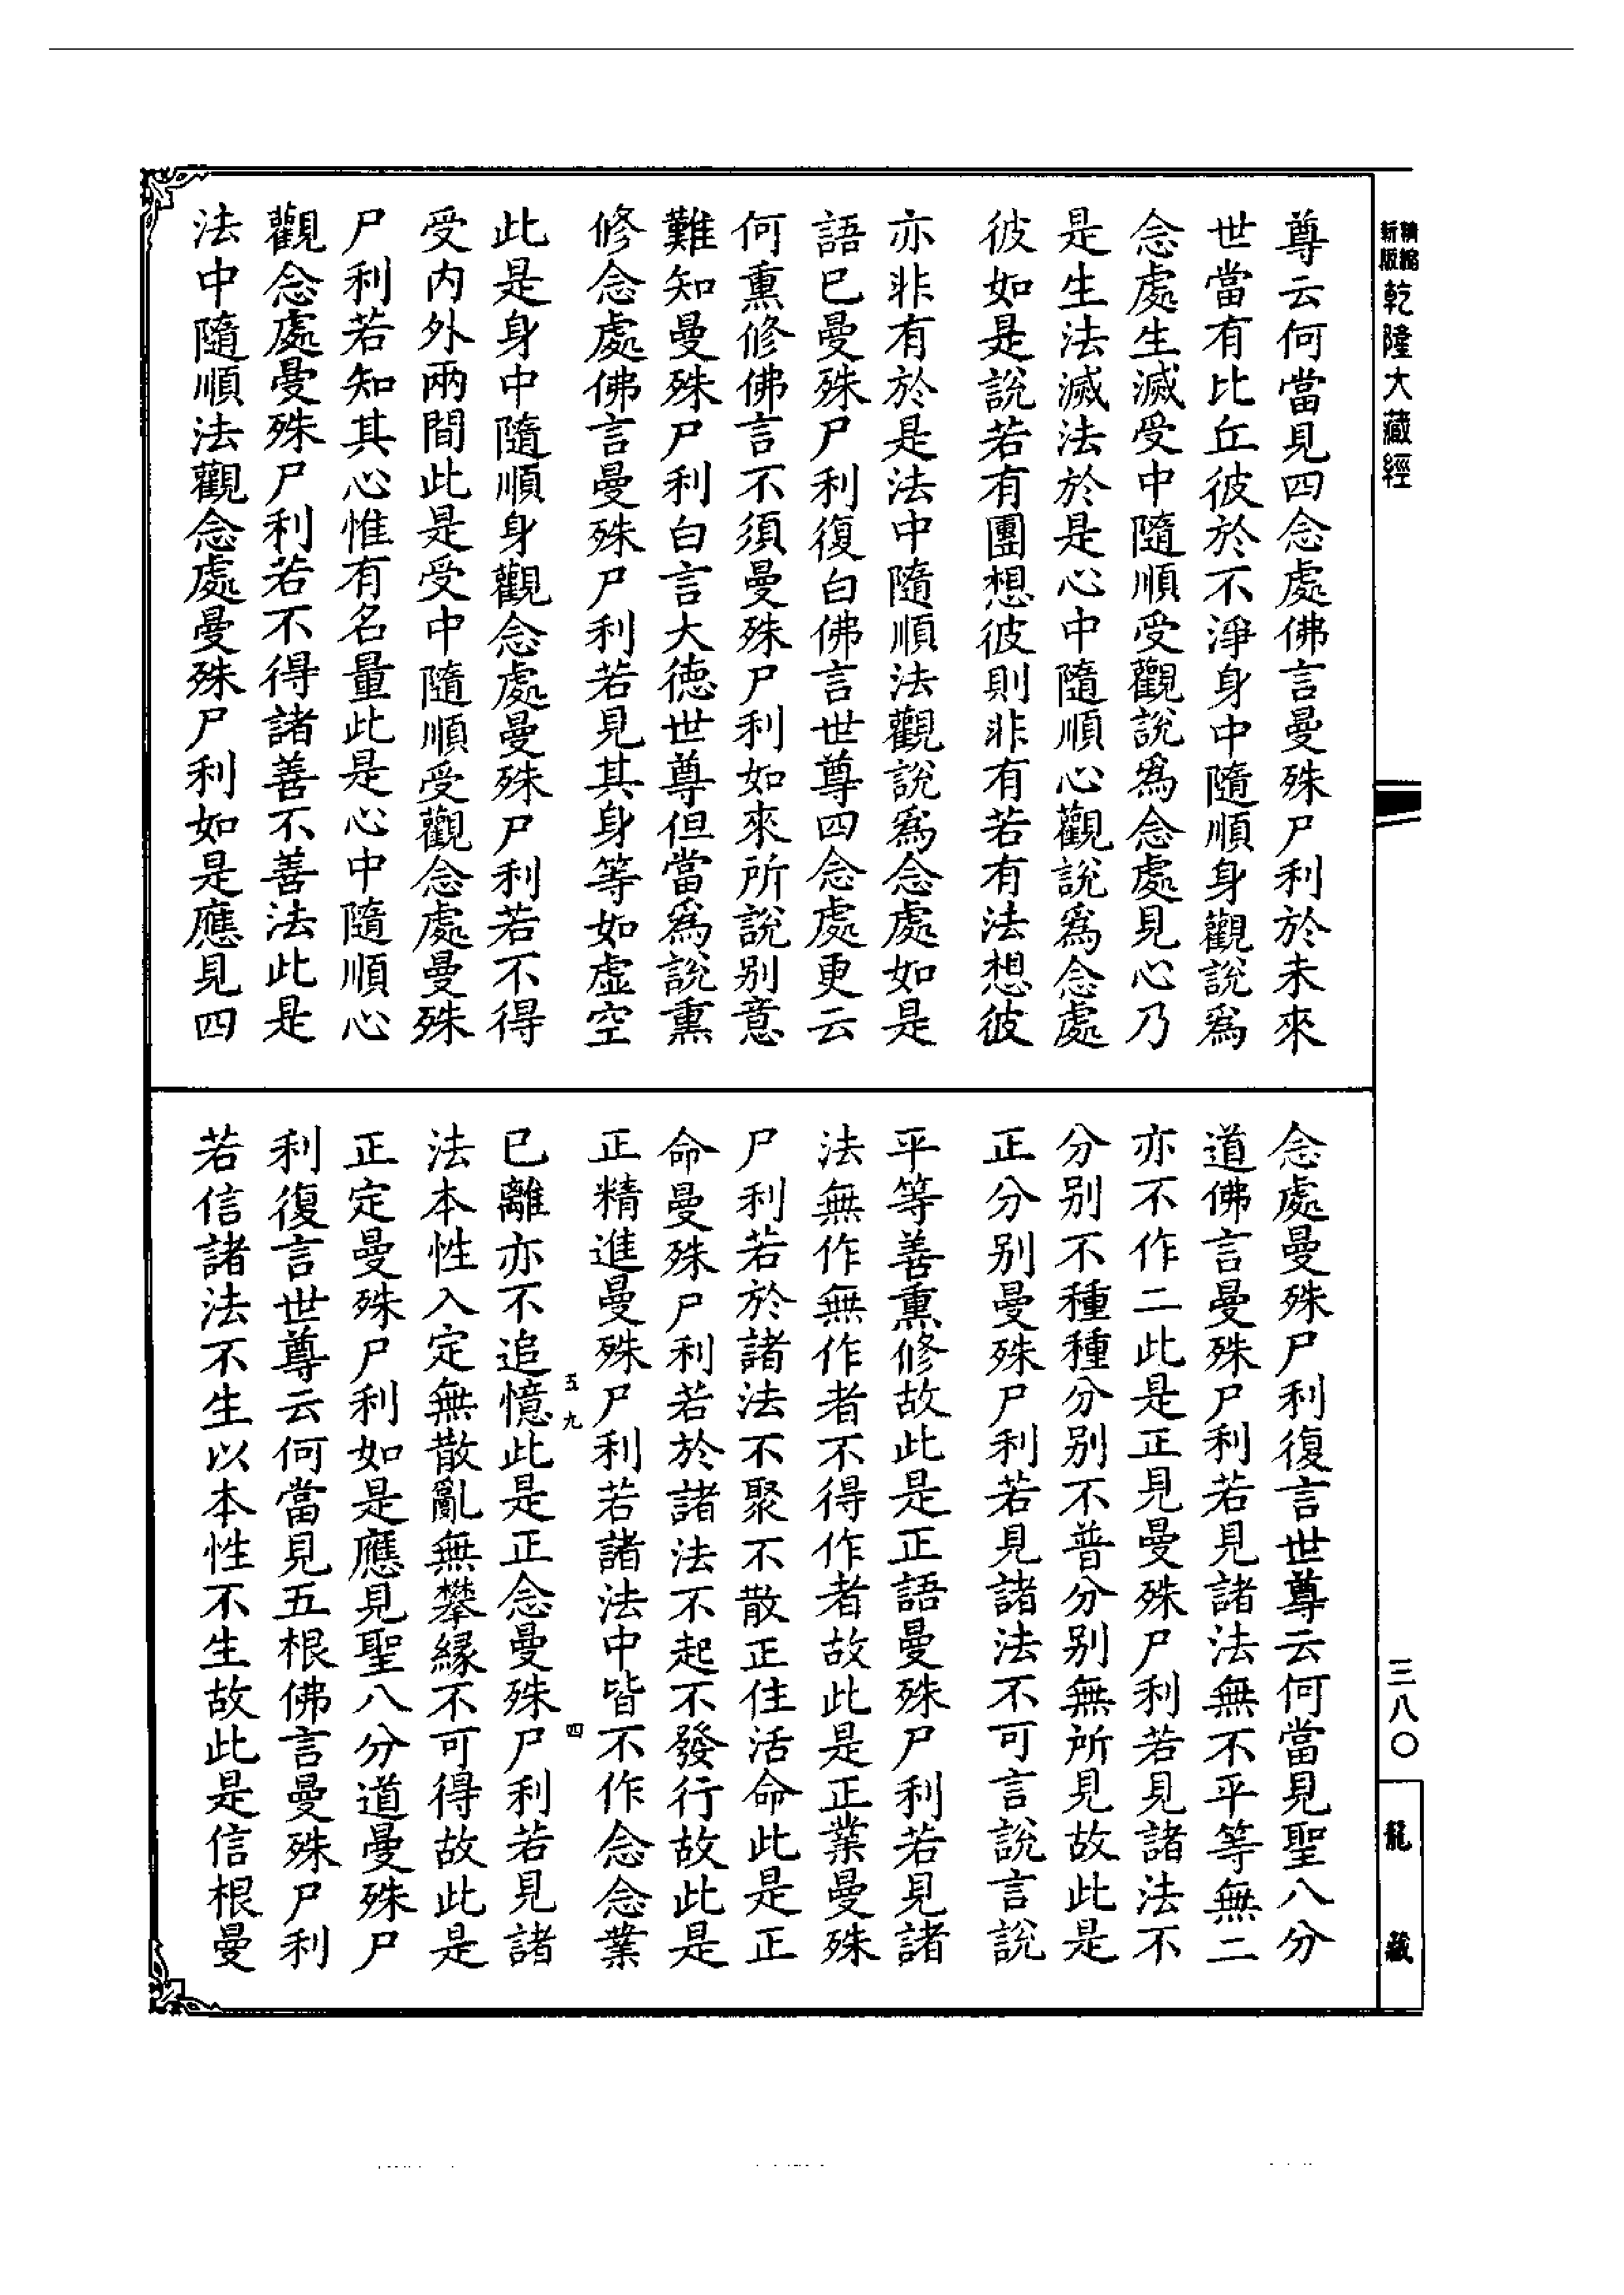 尊云何當見四念處佛言曼殊尸利於未來
世當有比丘彼於不淨身中隨順身觀說爲
念處生滅受中隨順受觀說爲念處見心乃
是生法滅法於是心中隨順心觀說爲念處
彼如是說若有團想彼則非有若有法想彼
亦非有於是法中隨順法觀說爲念處如是
語已曼殊尸利復白佛言世尊四念處更云
何熏修佛言不須曼殊尸利如來所說別意
難知曼殊尸利白言大德世尊但當爲說熏
修念處佛言曼殊尸利若見其身等如虛空
此是身中隨順身觀念處曼殊尸利若不得
受内外兩間此是受中隨順受觀念處曼殊
尸利若知其心惟有名量此是心中隨順心
觀念處曼殊尸利若不得諸善不善法此是
法中隨順法觀念處曼殊尸利如是應見四
念處曼殊尸利復言世尊云何當見聖八分
道佛言曼殊尸利若見諸法無不平等無二
亦不作二此是正見曼殊尸利若見諸法不
分別不種種分別不普分別無所見故此是
正分別曼殊尸利若見諸法不可言說言說
平等善熏修故此是正語曼殊尸利若見諸
法無作無作者不得作者故此是正業曼殊
尸利若於諸法不聚不散正住活命此是正
命曼殊尸利若於諸法不起不發行故此是
正精進曼殊尸利若諸法中皆不作念念業
五九
四
已離亦不追憶此是正念曼殊尸利若見諸
法本性入定無散亂無攀緣不可得故此是
正定曼殊尸利如是應見聖八分道曼殊尸
利復言世尊云何當見五根佛言曼殊尸利
若信諸法不生以本性不生故此是信根曼
精縮
新版
乾隆大藏經
三八〇
龍藏